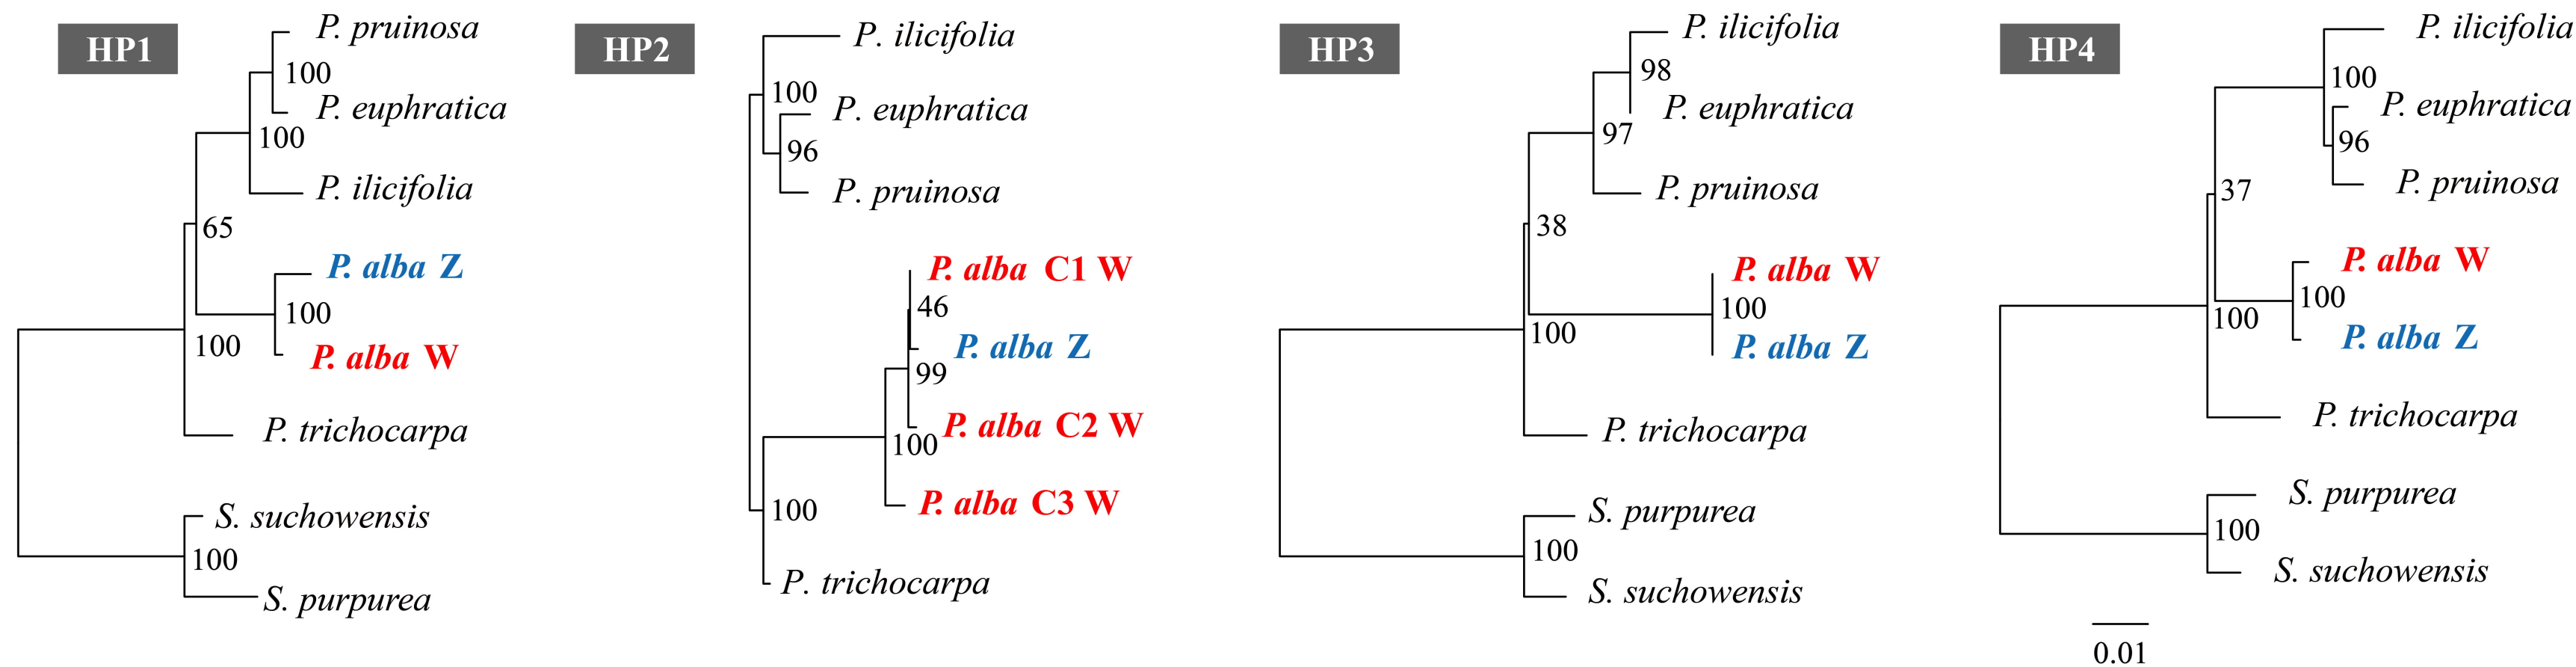 HP1
P. pruinosa
100
P. euphratica
100
P. ilicifolia
65
P. alba Z
100
P. alba W
100
P. trichocarpa
S. suchowensis
100
S. purpurea
HP2
P. ilicifolia
100
P. euphratica
96
P. pruinosa
P. alba C1 W
46
P. alba Z
99
P. alba C2 W
100
P. alba C3 W
100
P. trichocarpa
HP3
P. ilicifolia
98
P. euphratica
97
P. pruinosa
38
P. alba W
100
P. alba Z
100
P. trichocarpa
S. purpurea
100
S. suchowensis
HP4
P. ilicifolia
100
P. euphratica
96
P. pruinosa
37
P. alba W
100
P. alba Z
100
P. trichocarpa
S. purpurea
100
S. suchowensis
0.01